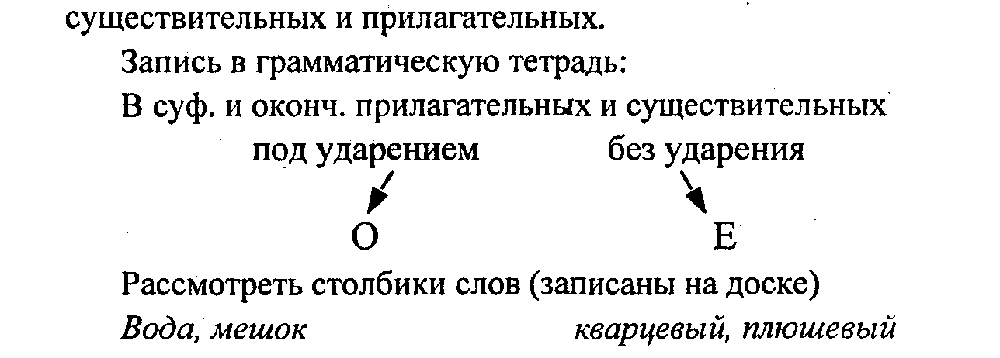 существительных и прилагательных.
Запись в грамматическую тетрадь:
В суф. и оконч. прилагательных и существительных
под ударением без ударения
О Е
Рассмотреть столбики слов (записаны на доске)
Вода, мешок кварцевый, плюшевый